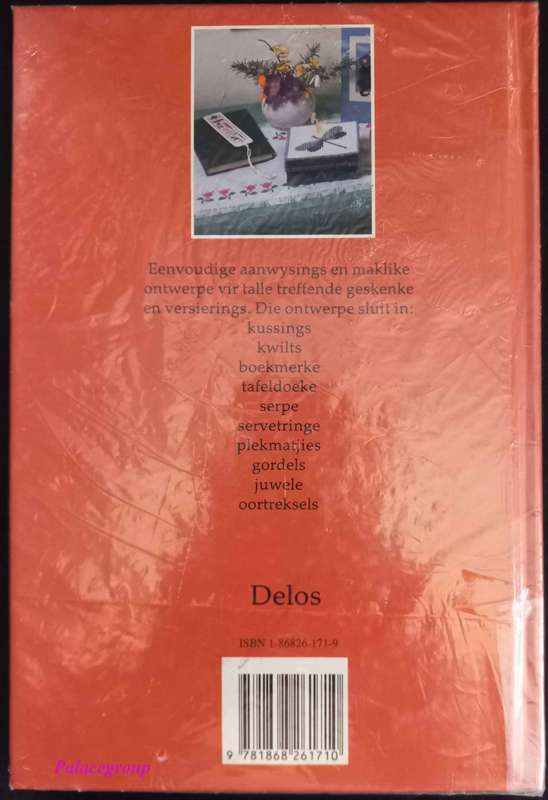 Eenvoudige aanwysings en maklike
ontwerpe vir talle treffende geskenke
en versierings. Die ontwerpe sluit in:
kussings
kwilts
boekmerke
tafeldoeke
serpe
servetringe
plekmatjies
gordels
juwele
oortreksels
Delos
ISBN 1-86826-171-9
9 781868 261710
Palacegroup